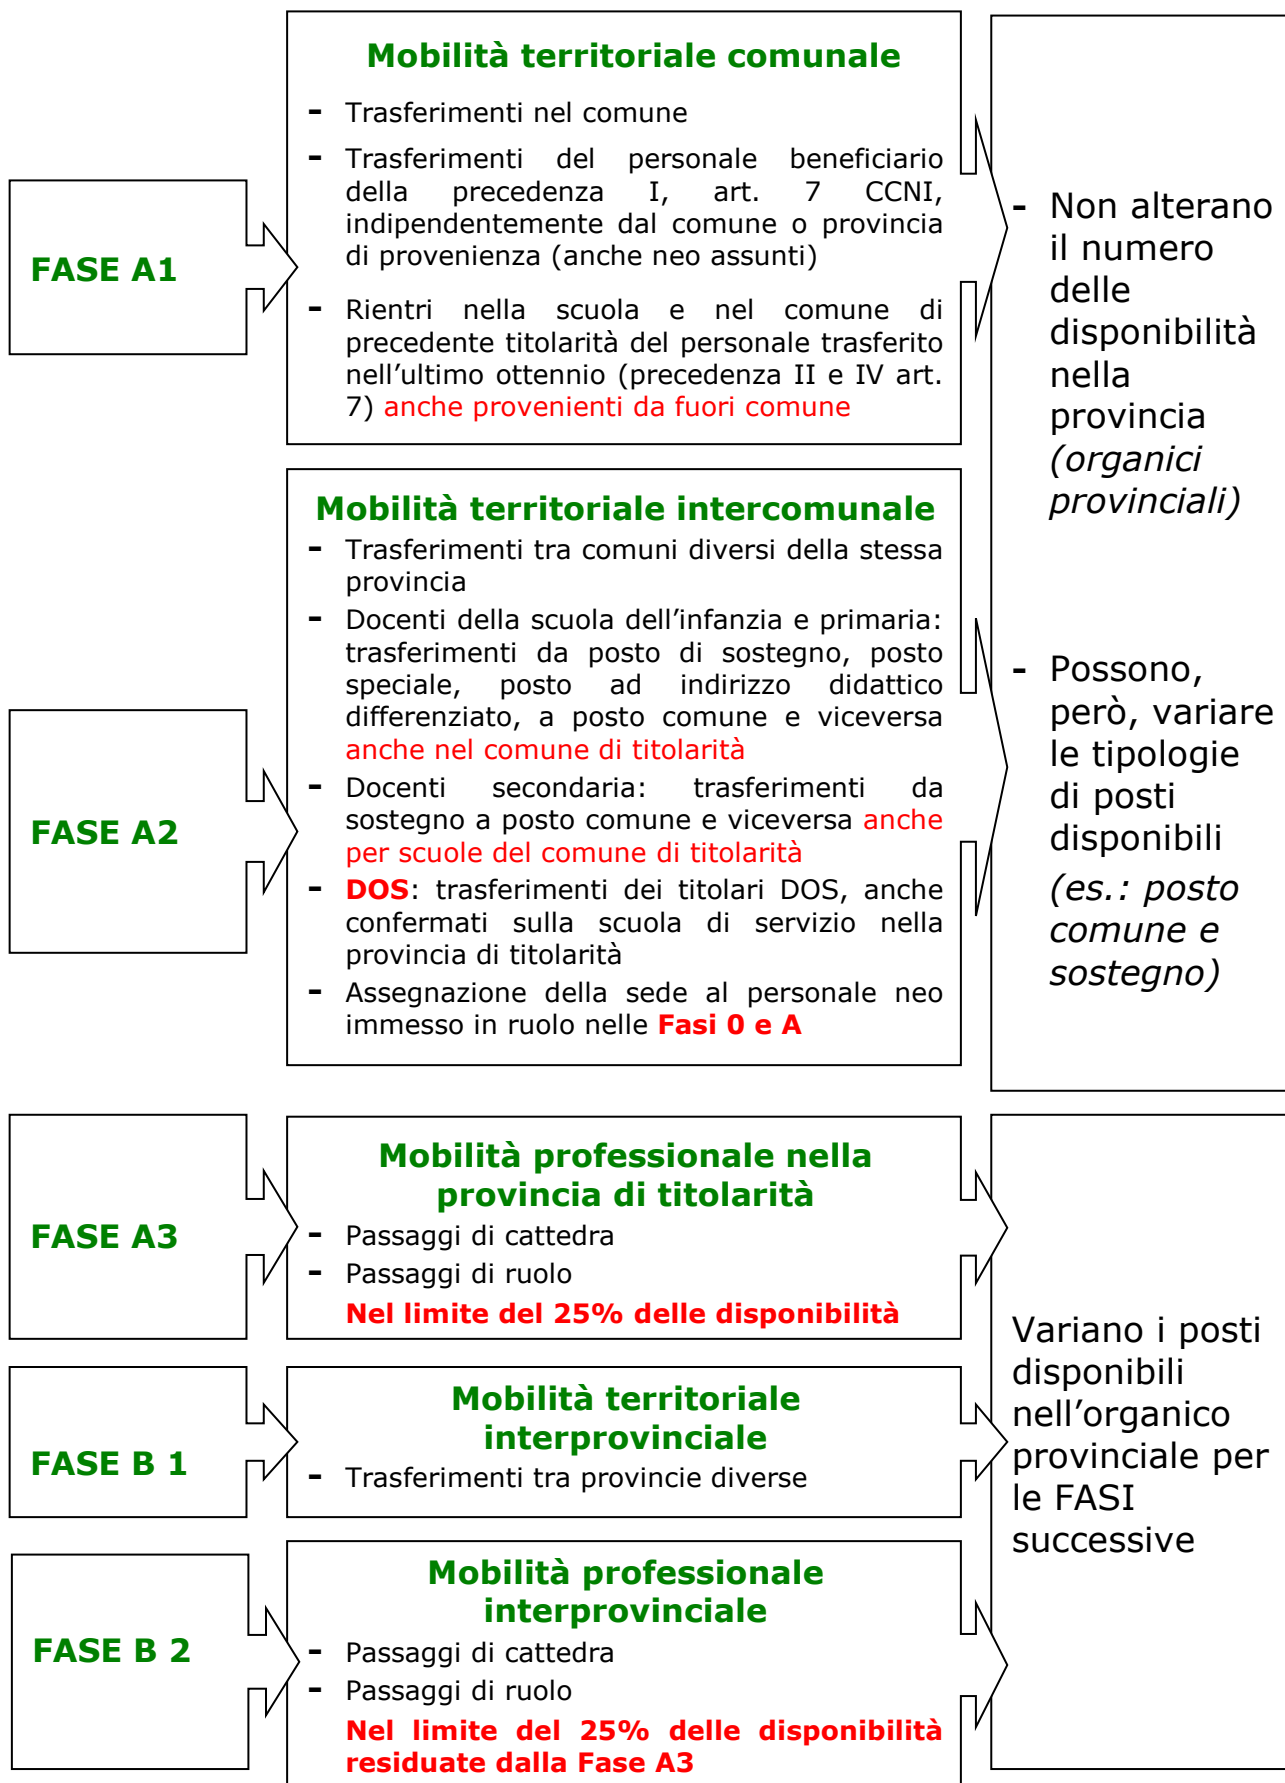 FASE A1
Mobilità territoriale comunale
- Trasferimenti nel comune
- Trasferimenti del personale beneficiario
della precedenza I, art. 7 CCNI,
indipendentemente dal comune o provincia
di provenienza (anche neo assunti)
- Rientri nella scuola e nel comune di
precedente titolarità del personale trasferito
nell’ultimo ottennio (precedenza II e IV art.
7) anche provenienti da fuori comune
FASE A2
Mobilità territoriale intercomunale
- Trasferimenti tra comuni diversi della stessa
provincia
- Docenti della scuola dell’infanzia e primaria:
trasferimenti da posto di sostegno, posto
speciale, posto ad indirizzo didattico
differenziato, a posto comune e viceversa
anche nel comune di titolarità
- Docenti secondaria: trasferimenti da
sostegno a posto comune e viceversa anche
per scuole del comune di titolarità
- DOS: trasferimenti dei titolari DOS, anche
confermati sulla scuola di servizio nella
provincia di titolarità
- Assegnazione della sede al personale neo
immesso in ruolo nelle Fasi 0 e A
- Non alterano
il numero
delle
disponibilità
nella
provincia
(organici
provinciali)
- Possono,
però, variare
le tipologie
di posti
disponibili
(es.: posto
comune e
sostegno)
FASE A3
Mobilità professionale nella
provincia di titolarità
- Passaggi di cattedra
- Passaggi di ruolo
Nel limite del 25% delle disponibilità
FASE B 1
Mobilità territoriale
interprovinciale
- Trasferimenti tra provincie diverse
FASE B 2
Mobilità professionale
interprovinciale
- Passaggi di cattedra
- Passaggi di ruolo
Nel limite del 25% delle disponibilità
residuate dalla Fase A3
Variano i posti
disponibili
nell’organico
provinciale per
le FASI
successive